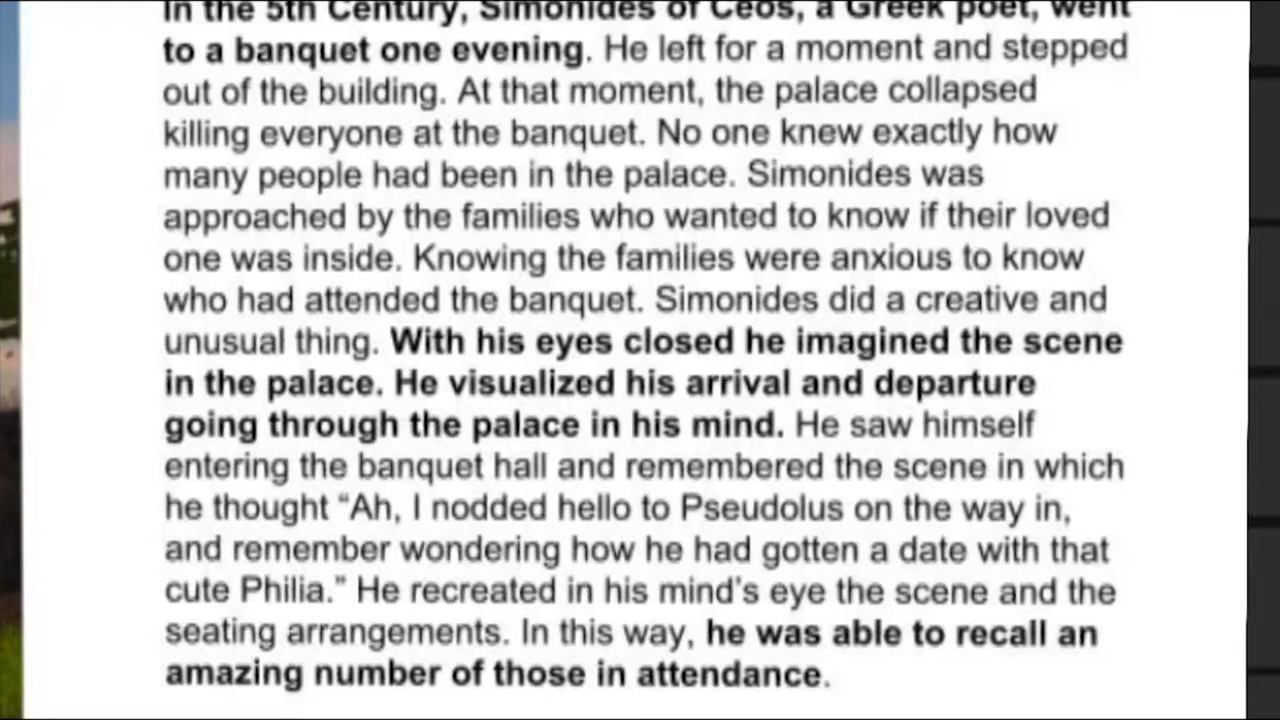 In the 5th Century, Simonides of Ceos, a Greek poet, went
to a banquet one evening. He left for a moment and stepped
out of the building. At that moment, the palace collapsed
killing everyone at the banquet. No one knew exactly how
many people had been in the palace. Simonides was
approached by the families who wanted to know if their loved
one was inside. Knowing the families were anxious to know
who had attended the banquet. Simonides did a creative and
unusual thing. With his eyes closed he imagined the scene
in the palace. He visualized his arrival and departure
going through the palace in his mind. He saw himself
entering the banquet hall and remembered the scene in which
he thought “Ah, I nodded hello to Pseudolus on the way in,
and remember wondering how he had gotten a date with that
cute Philia.” He recreated in his mind’s eye the scene and the
seating arrangements. In this way, he was able to recall an
amazing number of those in attendance.